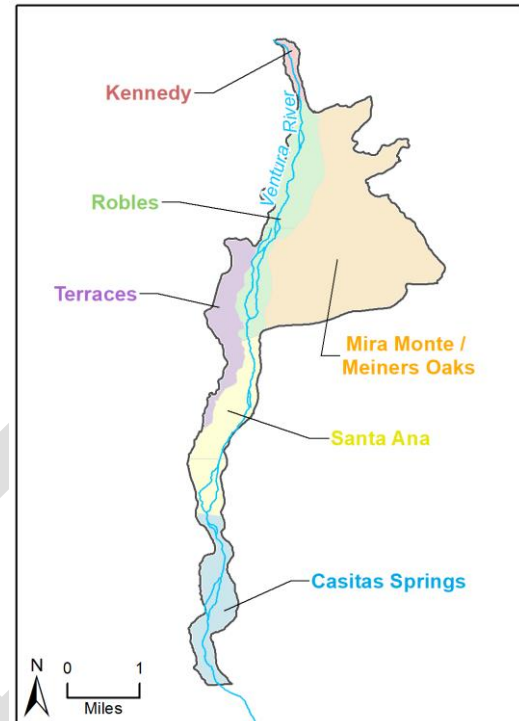 Kennedy
Ventura River
Robles
Terraces
Mira Monte /
Meiners Oaks
Santa Ana
Casitas Springs
N
0 1
Miles